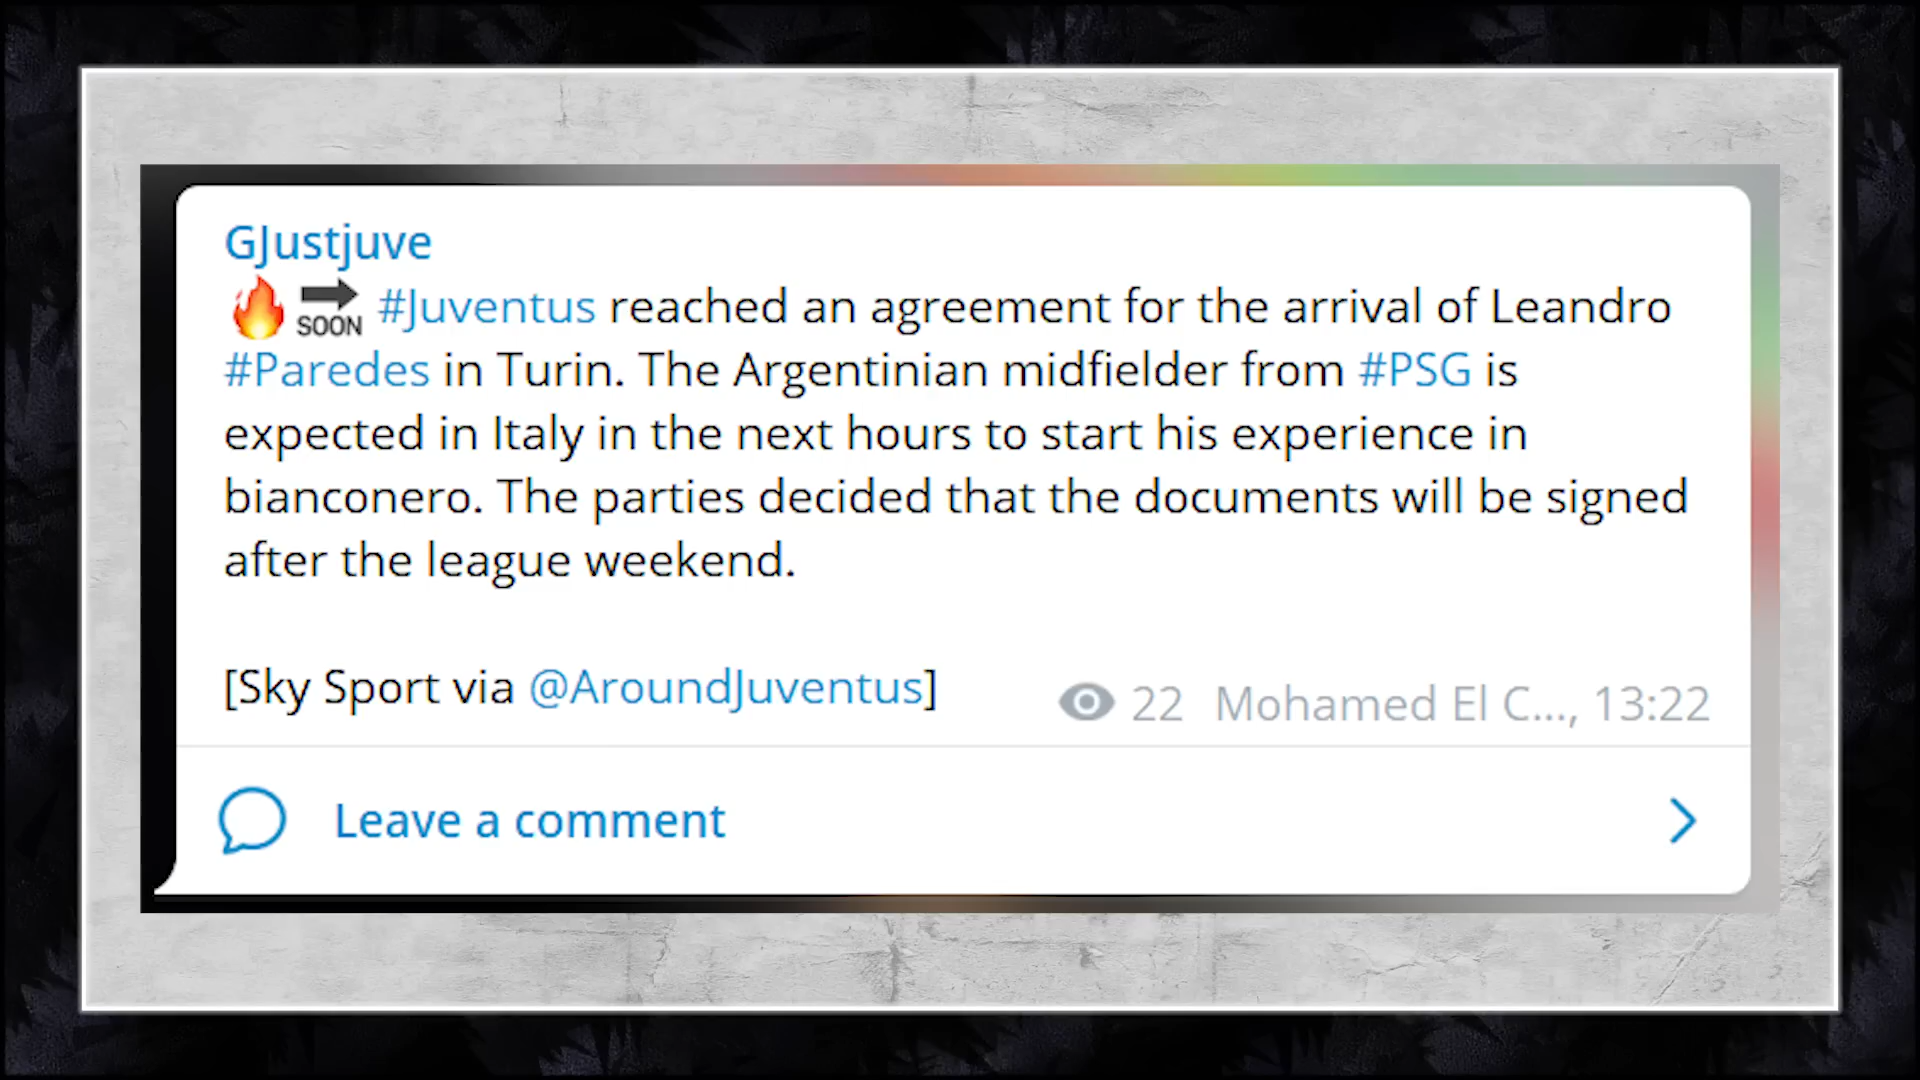 GJustjuve
🔥🔜 #Juventus reached an agreement for the arrival of Leandro
#Paredes in Turin. The Argentinian midfielder from #PSG is
expected in Italy in the next hours to start his experience in
bianconero. The parties decided that the documents will be signed
after the league weekend.
[Sky Sport via @AroundJuventus]
22 Mohamed El C..., 13:22
Leave a comment